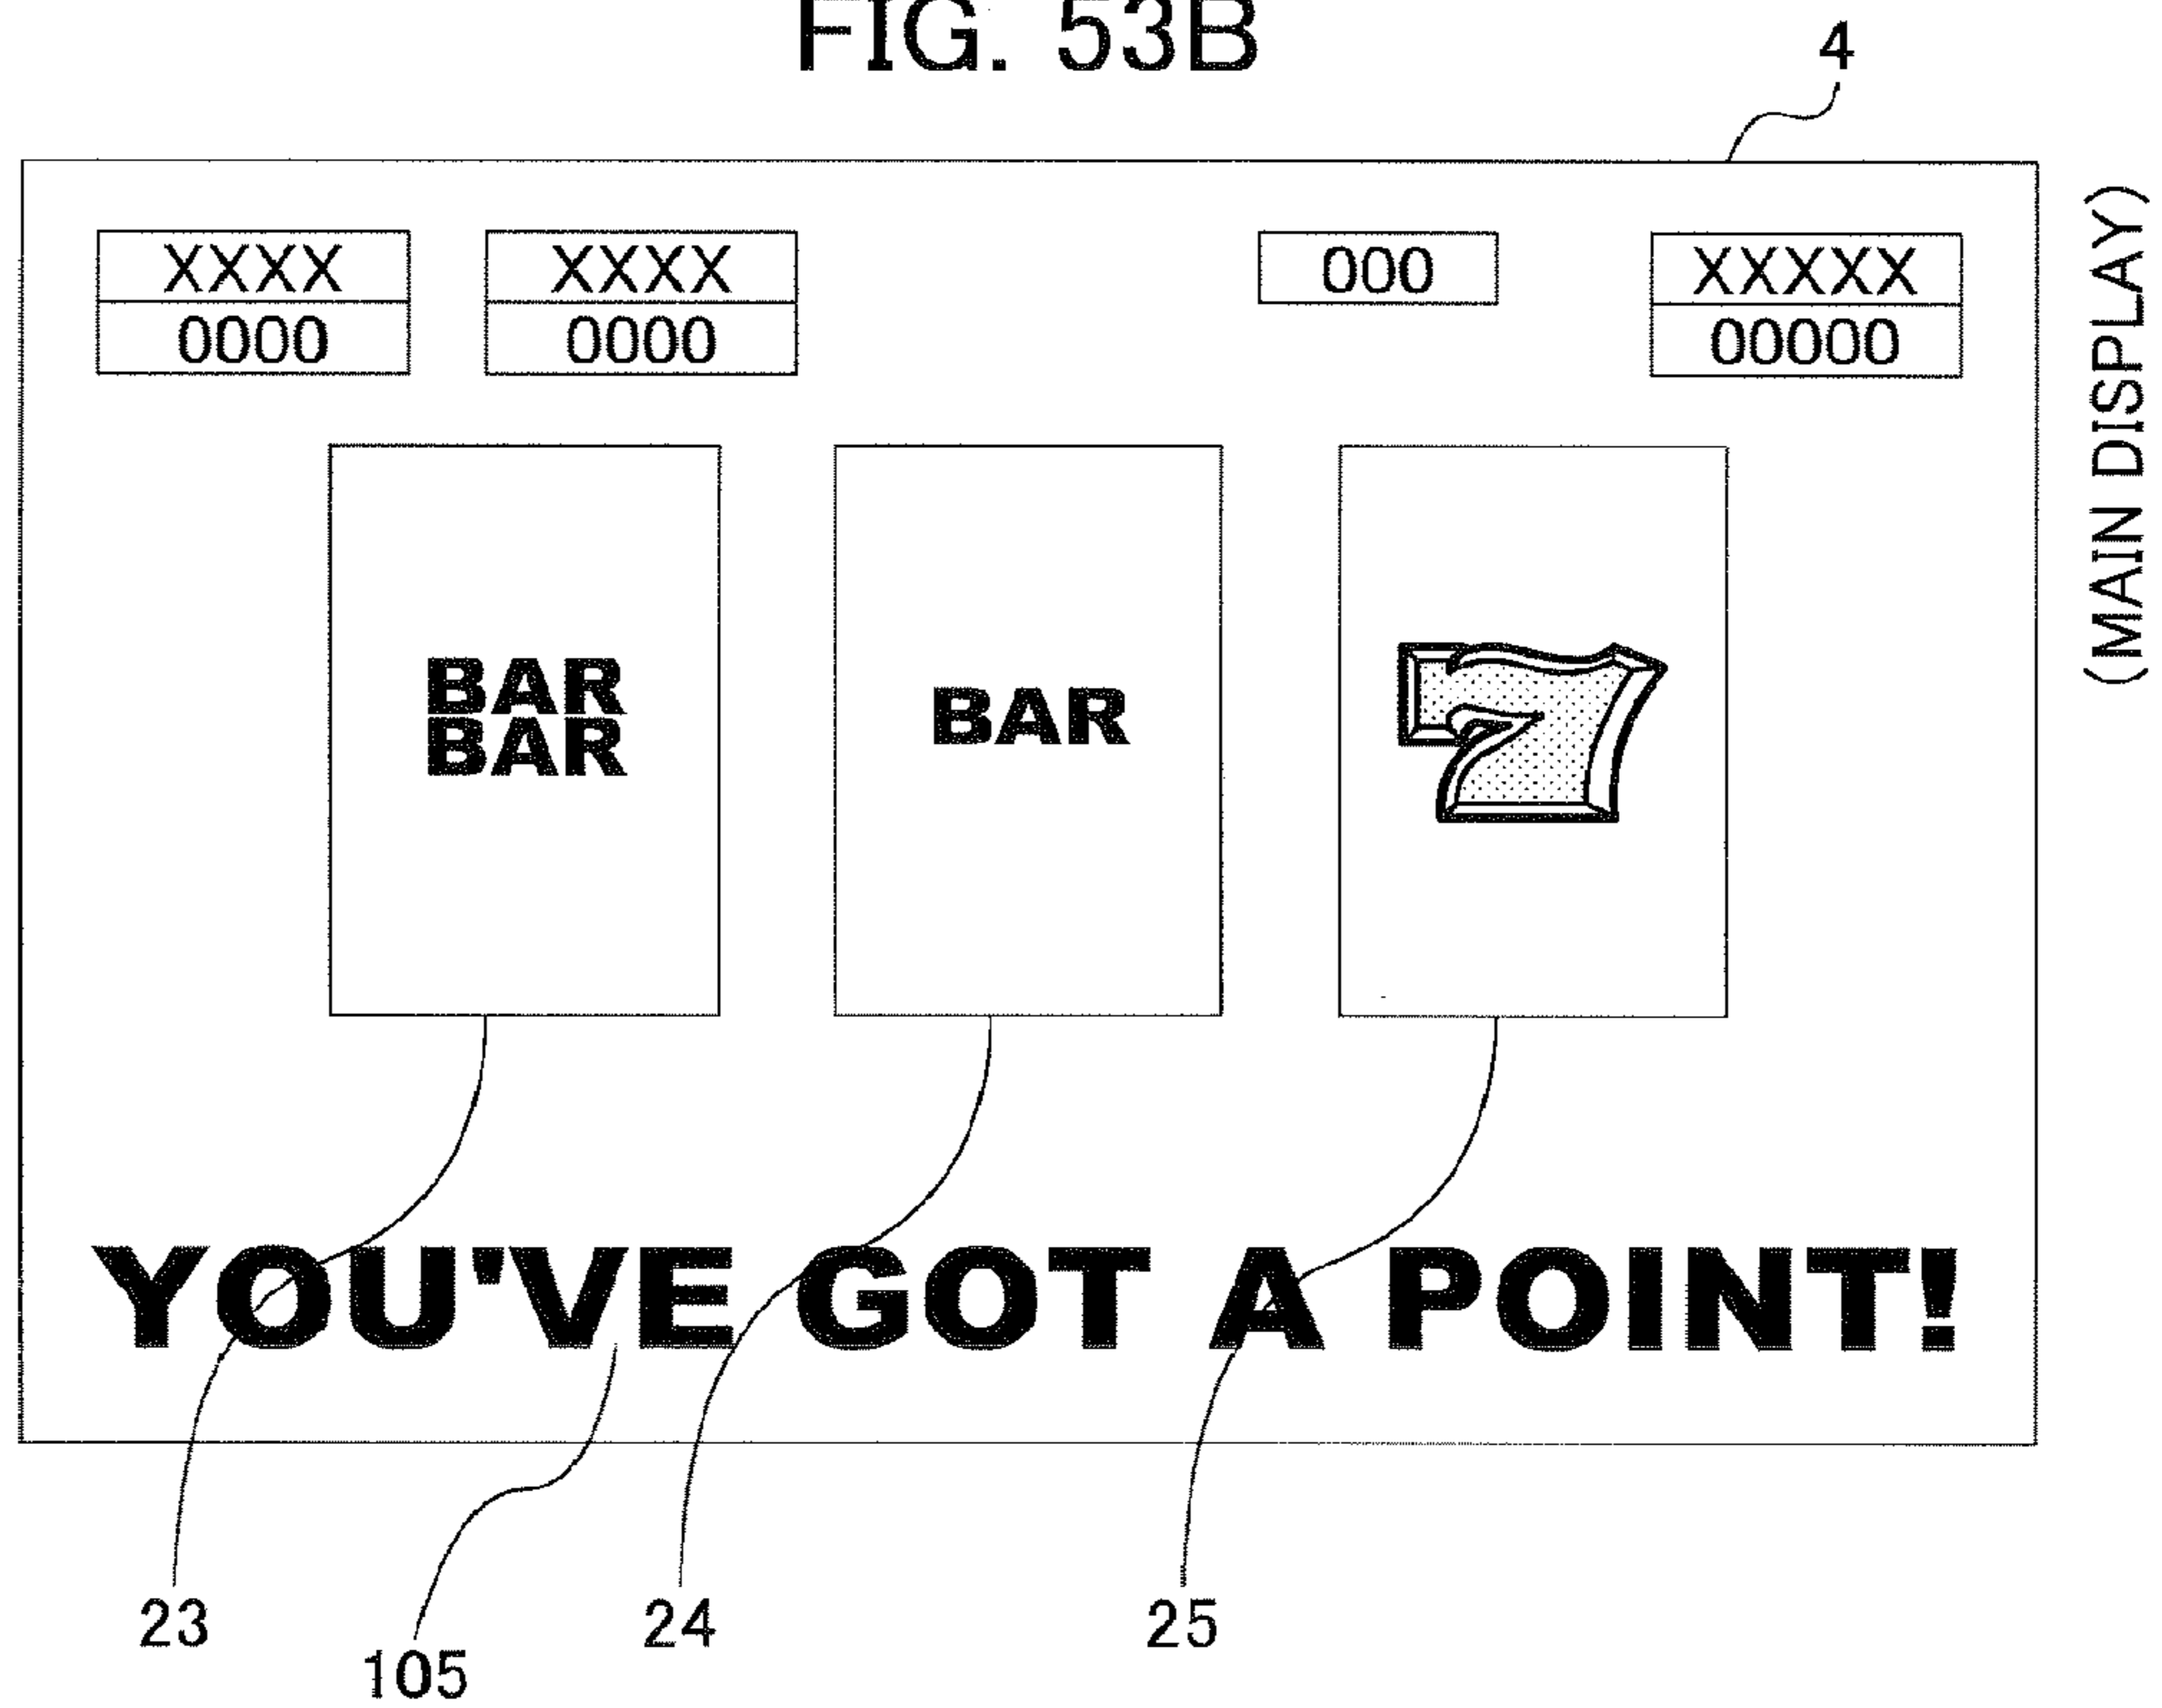 FIG. 53B
4
(MAIN DISPLAY)
XXXX XXXX 000 XXXXX
0000 0000 00000
BAR
BAR
BAR
7
YOU'VE GOT A POINT!
23 24 25
105